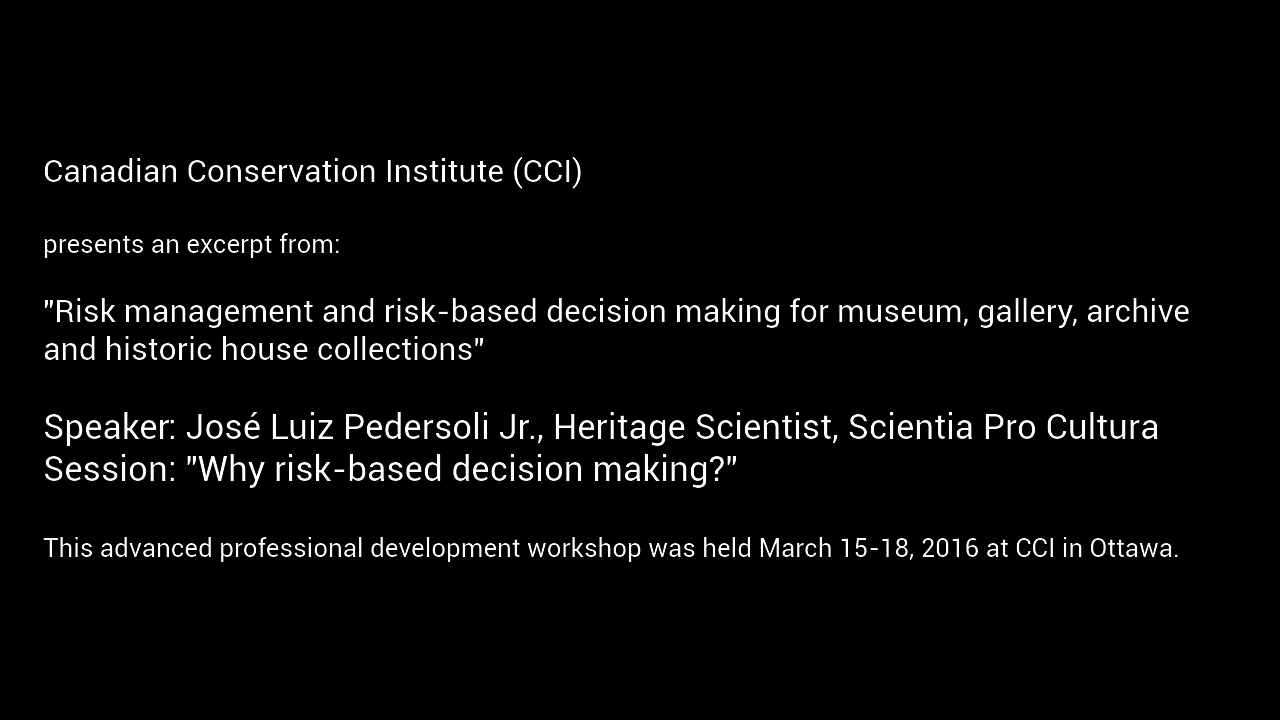 Canadian Conservation Institute (CCI)
presents an excerpt from:
"Risk management and risk-based decision making for museum, gallery, archive
and historic house collections"
Speaker: José Luiz Pedersoli Jr., Heritage Scientist, Scientia Pro Cultura
Session: "Why risk-based decision making?"
This advanced professional development workshop was held March 15-18, 2016 at CCI in Ottawa.